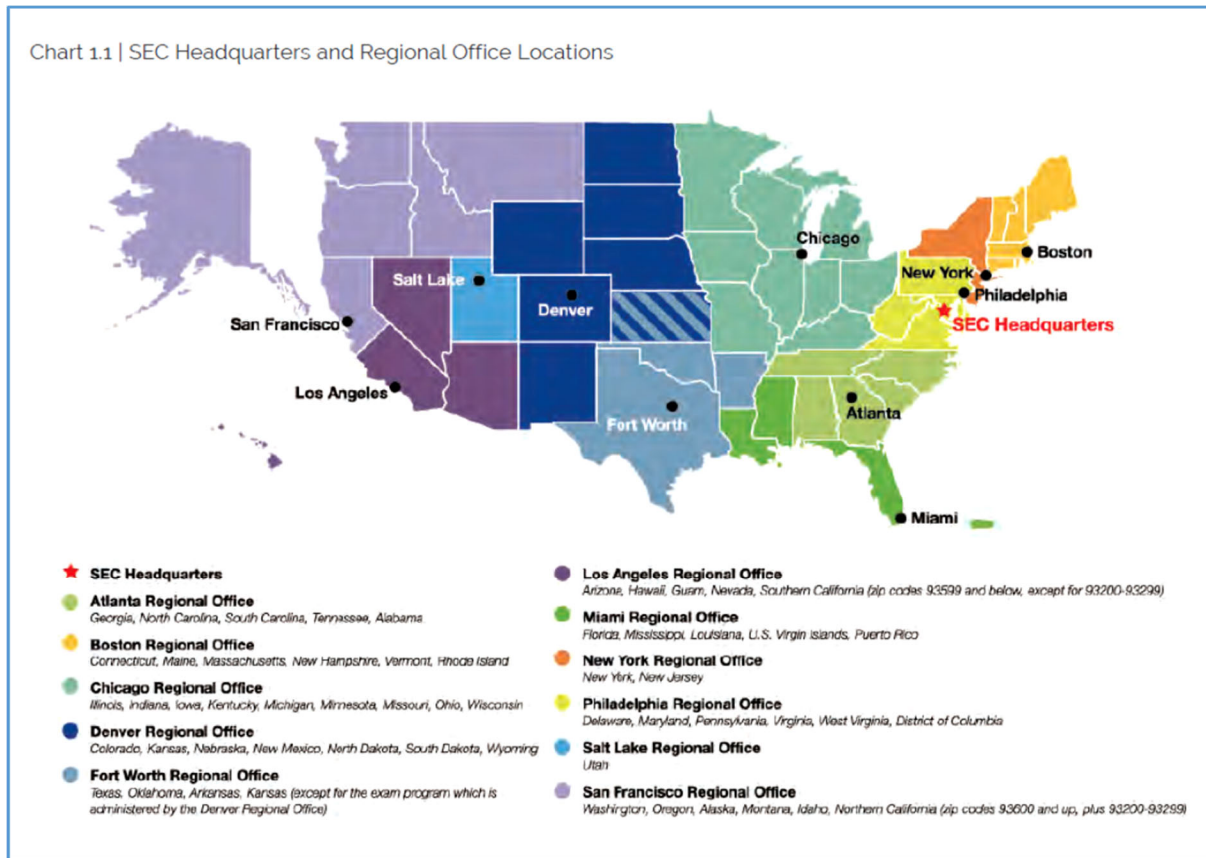 Chart 1.1 | SEC Headquarters and Regional Office Locations
Chicago
Boston
New York
Salt Lake
Philadelphia
Denver
San Francisco
SEC Headquarters
Los Angeles
Fort Worth
Atlanta
Miami
SEC Headquarters
Atlanta Regional Office
Georgia, North Carolina, South Carolina, Tennessee, Alabama
Boston Regional Office
Connecticut, Maine, Massachusetts, New Hampshire, Vermont, Rhode Island
Chicago Regional Office
Illinois, Indiana, Iowa, Kentucky, Michigan, Minnesota, Missouri, Ohio, Wisconsin
Denver Regional Office
Colorado, Kansas, Nebraska, New Mexico, North Dakota, South Dakota, Wyoming
Fort Worth Regional Office
Texas, Oklahoma, Arkansas, Kansas (except for the exam program which is
administered by the Denver Regional Office)
Los Angeles Regional Office
Arizona, Hawaii, Guam, Nevada, Southern California (zip codes 93599 and below, except for 93200-93299)
Miami Regional Office
Florida, Mississippi, Louisiana, U.S. Virgin Islands, Puerto Rico
New York Regional Office
New York, New Jersey
Philadelphia Regional Office
Delaware, Maryland, Pennsylvania, Virginia, West Virginia, District of Columbia
Salt Lake Regional Office
Utah
San Francisco Regional Office
Washington, Oregon, Alaska, Montana, Idaho, Northern California (zip codes 93600 and up, plus 93200-93299)